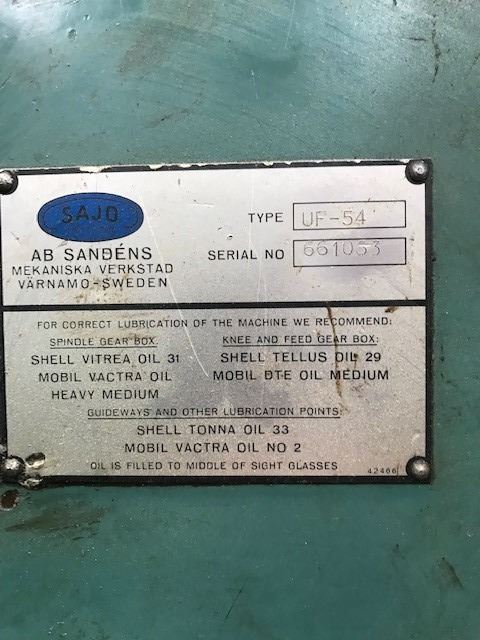 SAJO
AB SANDÉNS
MEKANISKA VERKSTAD
VÄRNAMO-SWEDEN
TYPE UF-54
SERIAL NO 661053
FOR CORRECT LUBRICATION OF THE MACHINE WE RECOMMEND:
SPINDLE GEAR BOX:
SHELL VITREA OIL 31
MOBIL VACTRA OIL
HEAVY MEDIUM
KNEE AND FEED GEAR BOX:
SHELL TELLUS OIL 29
MOBIL DTE OIL MEDIUM
GUIDEWAYS AND OTHER LUBRICATION POINTS:
SHELL TONNA OIL 33
MOBIL VACTRA OIL NO 2
OIL IS FILLED TO MIDDLE OF SIGHT GLASSES
42466